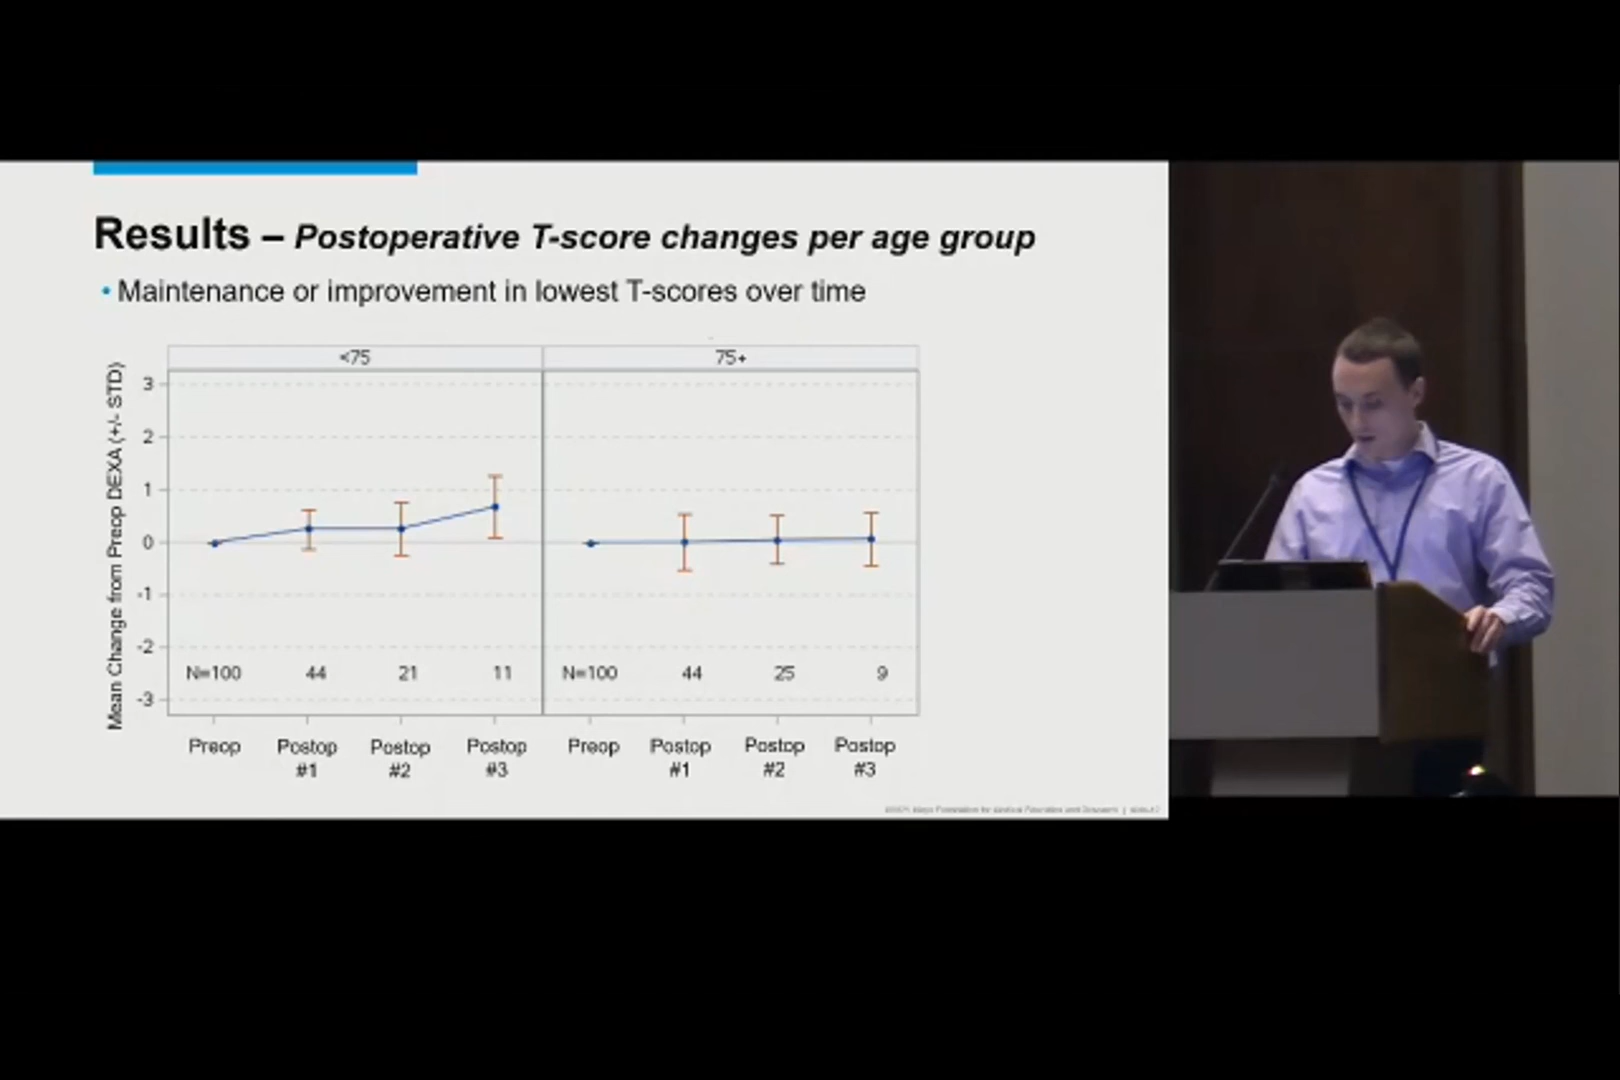 Results – Postoperative T-score changes per age group
• Maintenance or improvement in lowest T-scores over time
<75 75+
Mean Change from Preop DEXA (+/- STD)
3
2
1
0
-1
-2
-3
N=100 44 21 11 N=100 44 25 9
Preop Postop #1 Postop #2 Postop #3 Preop Postop #1 Postop #2 Postop #3